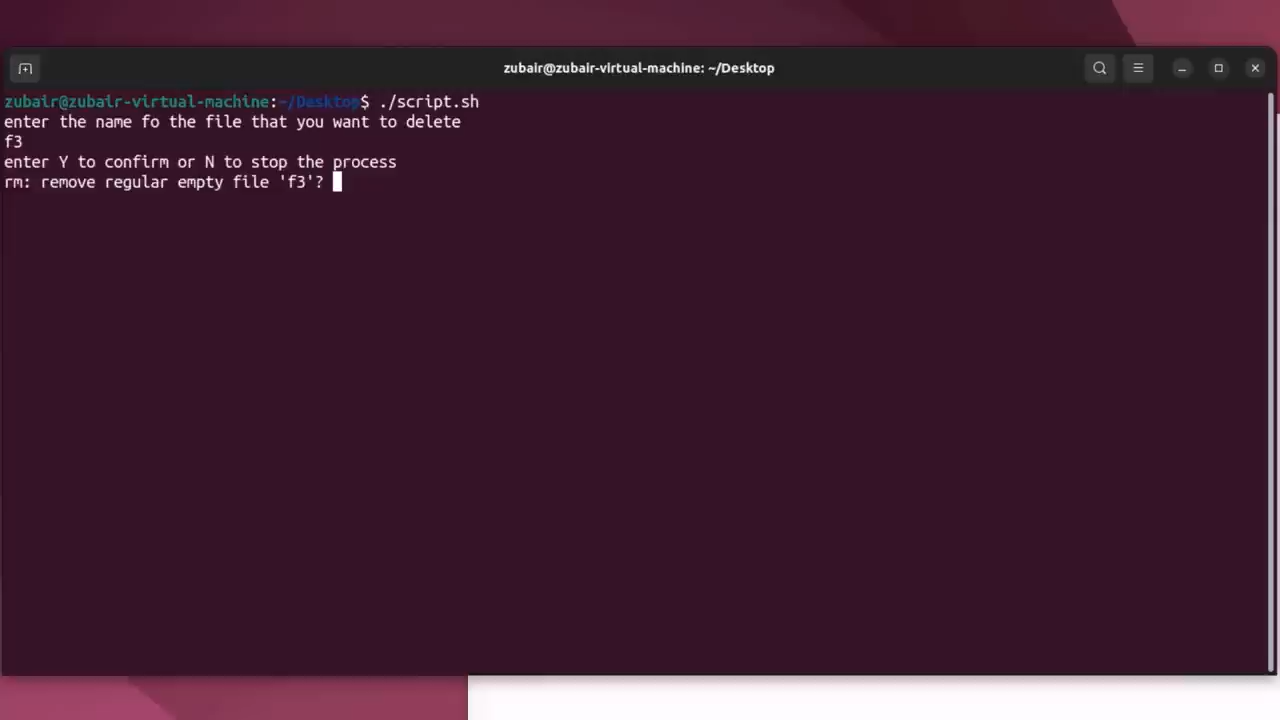 zubair@zubair-virtual-machine: ~/Desktop
zubair@zubair-virtual-machine:~/Desktop$ ./script.sh
enter the name fo the file that you want to delete
f3
enter Y to confirm or N to stop the process
rm: remove regular empty file 'f3'?